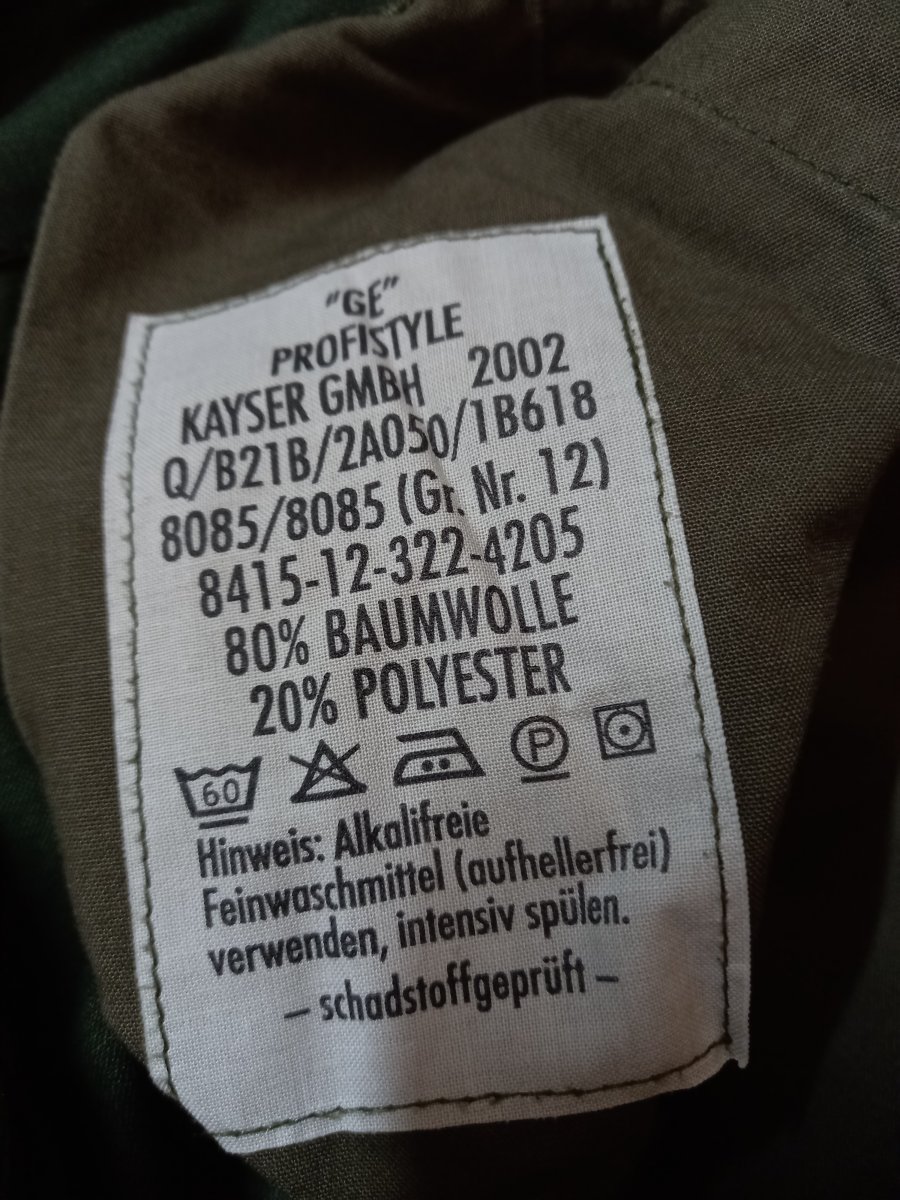 "GE"
PROFISTYLE
KAYSER GMBH 2002
Q/B21B/2A050/1B618
8085/8085 (Gr. Nr. 12)
8415-12-322-4205
80% BAUMWOLLE
20% POLYESTER
60 P
Hinweis: Alkalifreie
Feinwaschmittel (aufhellerfrei)
verwenden, intensiv spülen.
– schadstoffgeprüft –